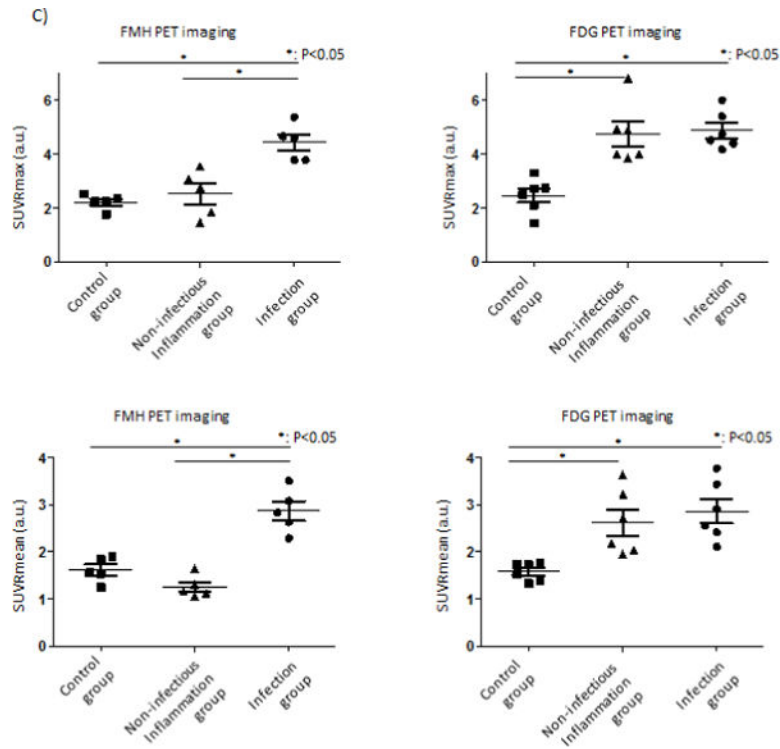 C)
FMH PET imaging
*
*: P<0.05
*
SUVRmax (a.u.)
6
4
2
0
Control
group
Non-infectious
Inflammation
group
Infection
group
FDG PET imaging
*
*: P<0.05
*
SUVRmax (a.u.)
6
4
2
0
Control
group
Non-infectious
Inflammation
group
Infection
group
FMH PET imaging
*
*: P<0.05
*
SUVRmean (a.u.)
4
3
2
1
0
Control
group
Non-infectious
Inflammation
group
Infection
group
FDG PET imaging
*
*: P<0.05
*
SUVRmean (a.u.)
4
3
2
1
0
Control
group
Non-infectious
Inflammation
group
Infection
group